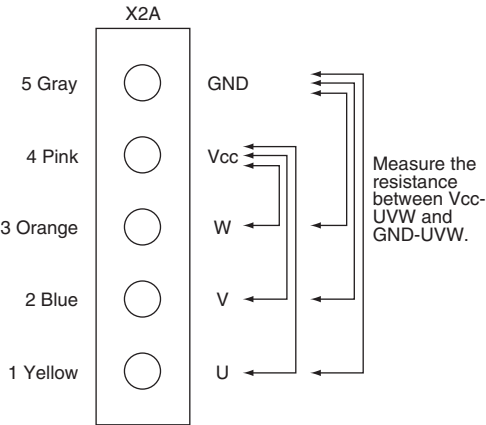 X2A
5 Gray GND
4 Pink Vcc
3 Orange W
2 Blue V
1 Yellow U
Measure the
resistance
between Vcc-
UVW and
GND-UVW.